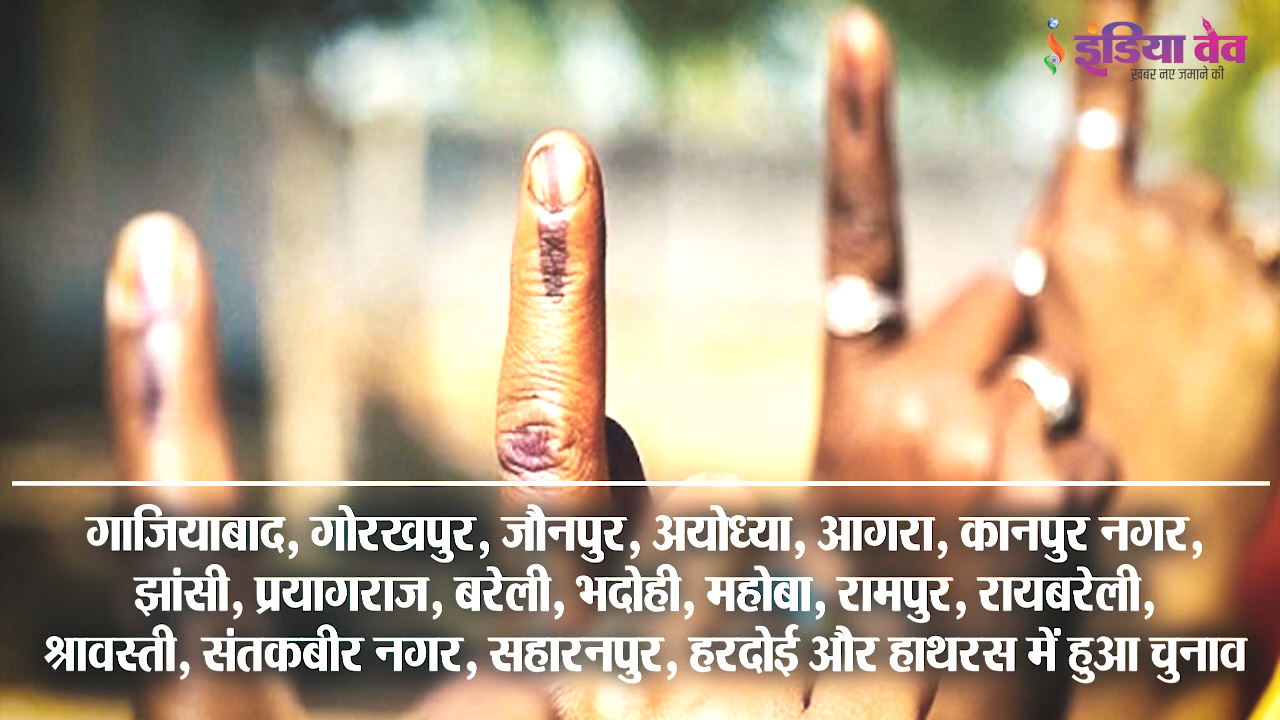 इंडिया वेव
ख़बर नए जमाने की
गाजियाबाद, गोरखपुर, जौनपुर, अयोध्या, आगरा, कानपुर नगर,
झांसी, प्रयागराज, बरेली, भदोही, महोबा, रामपुर, रायबरेली,
श्रावस्ती, संतकबीर नगर, सहारनपुर, हरदोई और हाथरस में हुआ चुनाव